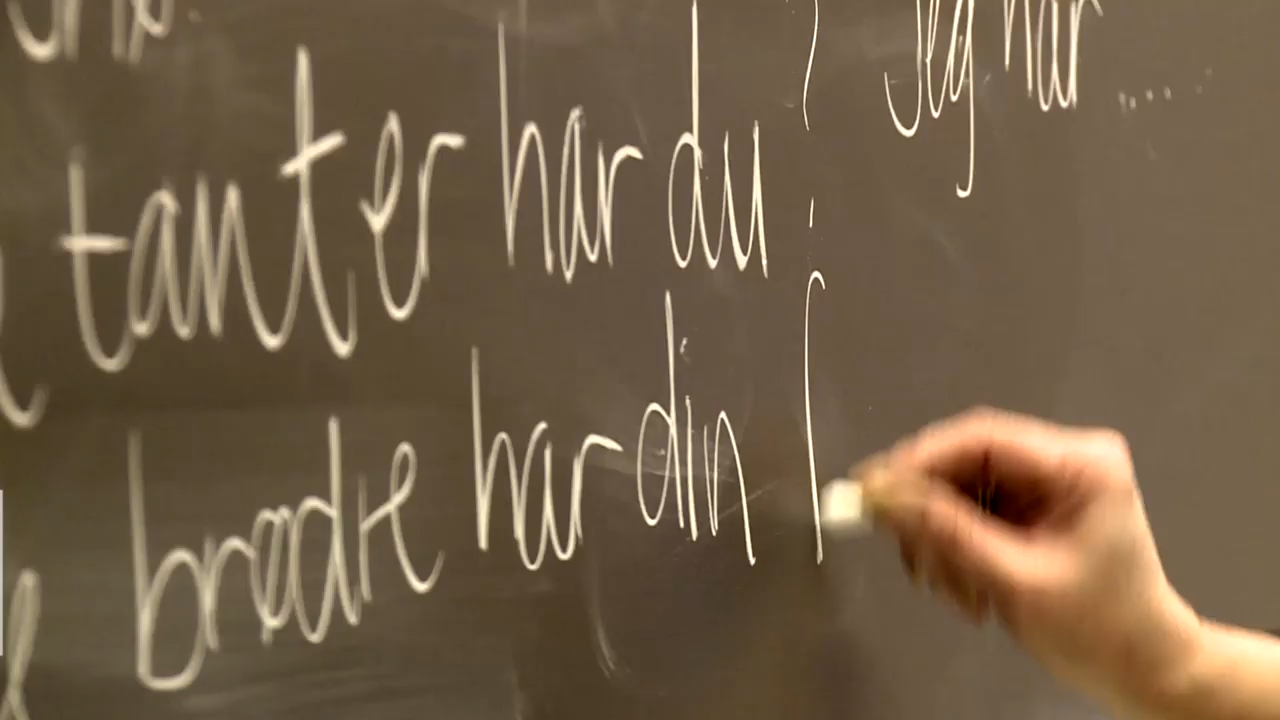 Jeg har ....
tanter har du ?
brødre har din f